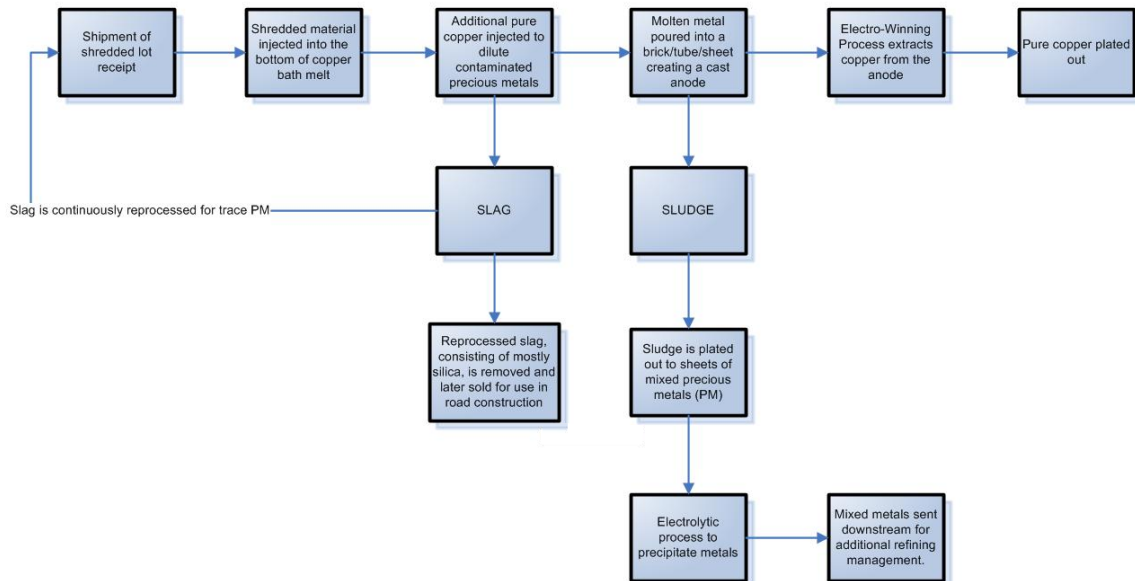 Shipment of
shredded lot
receipt
Shredded material
injected into the
bottom of copper
bath melt
Additional pure
copper injected to
dilute
contaminated
precious metals
Molten metal
poured into a
brick/tube/sheet
creating a cast
anode
Electro-Winning
Process extracts
copper from the
anode
Pure copper plated
out
Slag is continuously reprocessed for trace PM
SLAG
SLUDGE
Reprocessed slag,
consisting of mostly
silica, is removed and
later sold for use in
road construction
Sludge is plated
out to sheets of
mixed precious
metals (PM)
Electrolytic
process to
precipitate metals
Mixed metals sent
downstream for
additional refining
management.